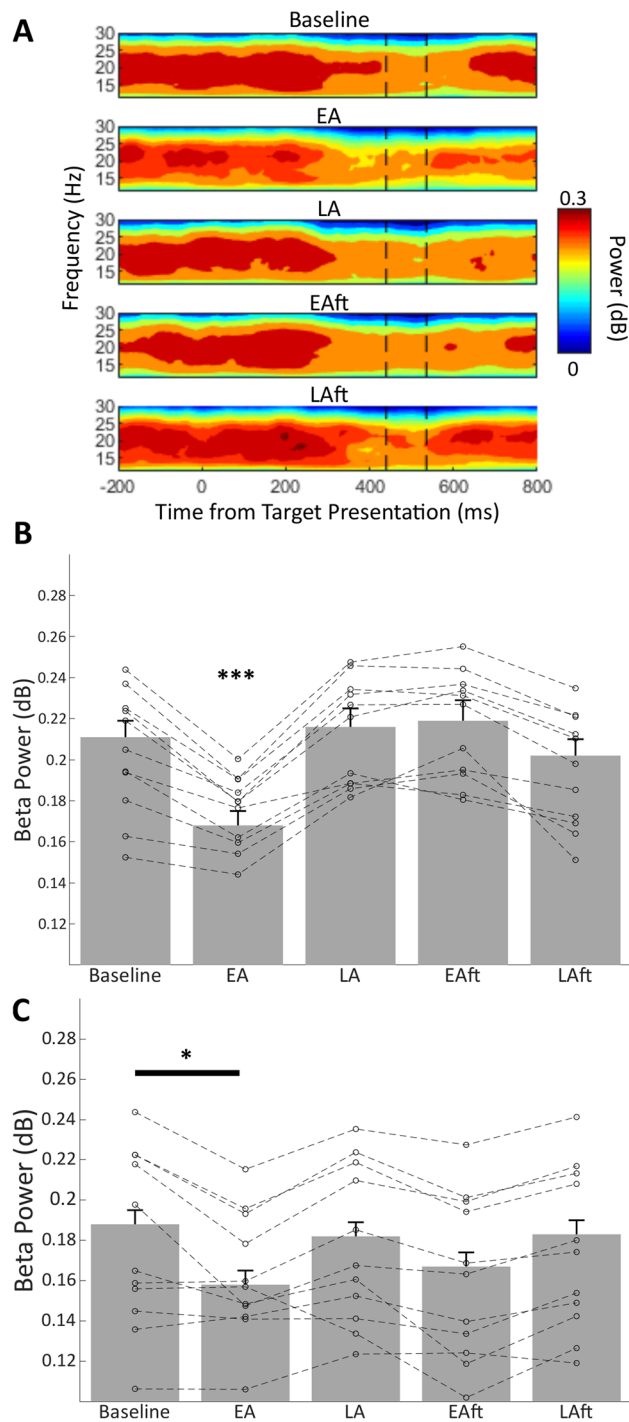 A
Baseline
30
25
20
15
EA
30
25
20
15
LA
30
25
20
15
EAft
30
25
20
15
LAft
30
25
20
15
Frequency (Hz)
0.3
Power (dB)
0
-200 0 200 400 600 800
Time from Target Presentation (ms)
B
0.28
0.26
0.24
0.22
0.2
0.18
0.16
0.14
0.12
Beta Power (dB)
***
Baseline EA LA EAft LAft
C
0.28
0.26
0.24
0.22
0.2
0.18
0.16
0.14
0.12
Beta Power (dB)
*
Baseline EA LA EAft LAft